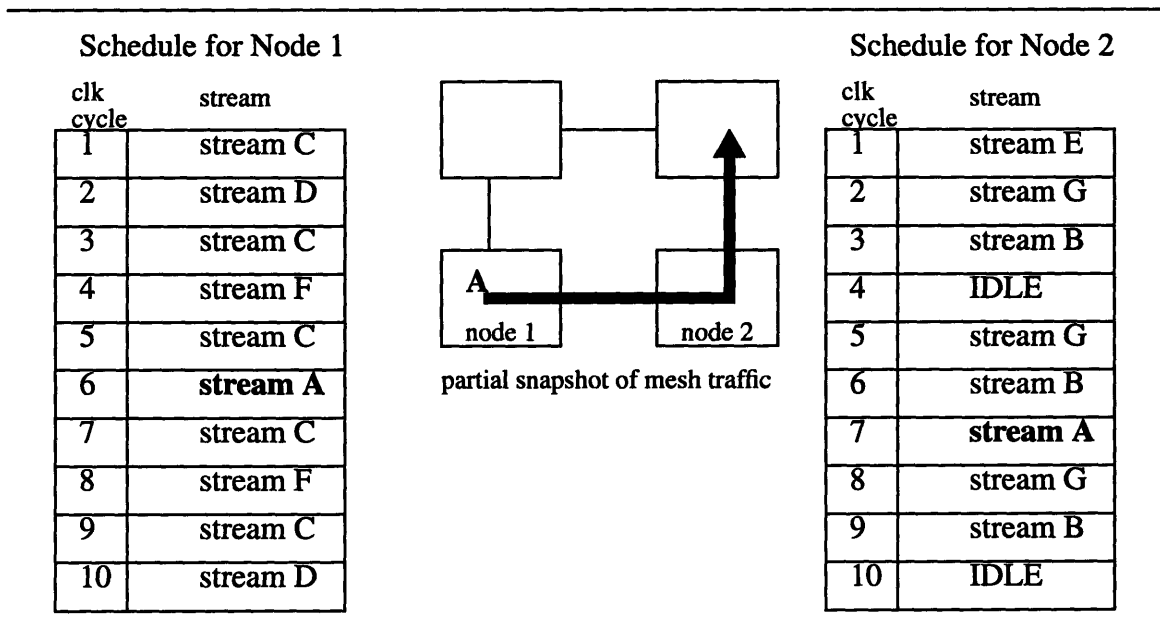 Schedule for Node 1
clk
cycle stream
1 stream C
2 stream D
3 stream C
4 stream F
5 stream C
6 stream A
7 stream C
8 stream F
9 stream C
10 stream D
A
node 1 node 2
partial snapshot of mesh traffic
Schedule for Node 2
clk
cycle stream
1 stream E
2 stream G
3 stream B
4 IDLE
5 stream G
6 stream B
7 stream A
8 stream G
9 stream B
10 IDLE